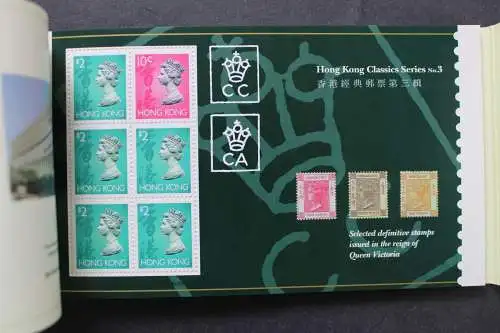 $2
10¢
HONG KONG
HONG KONG
$2
$2
HONG KONG
HONG KONG
$2
$2
HONG KONG
HONG KONG
CC
CA
Hong Kong Classics Series No.3
香港經典郵票第三輯
Selected definitive stamps
issued in the reign of
Queen Victoria